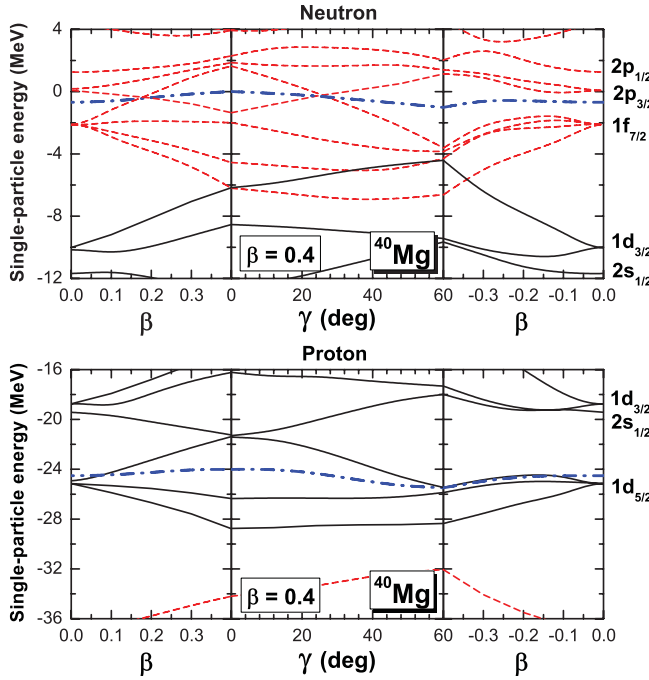 Neutron
Single-particle energy (MeV)
4
0
-4
-8
-12
2p1/2
2p3/2
1f7/2
1d3/2
2s1/2
β = 0.4
40Mg
0.0 0.1 0.2 0.3 0 20 40 60 -0.3 -0.2 -0.1 -0.0
β γ (deg) β
Proton
Single-particle energy (MeV)
-16
-20
-24
-28
-32
-36
1d3/2
2s1/2
1d5/2
β = 0.4
40Mg
0.0 0.1 0.2 0.3 0 20 40 60 -0.3 -0.2 -0.1 -0.0
β γ (deg) β